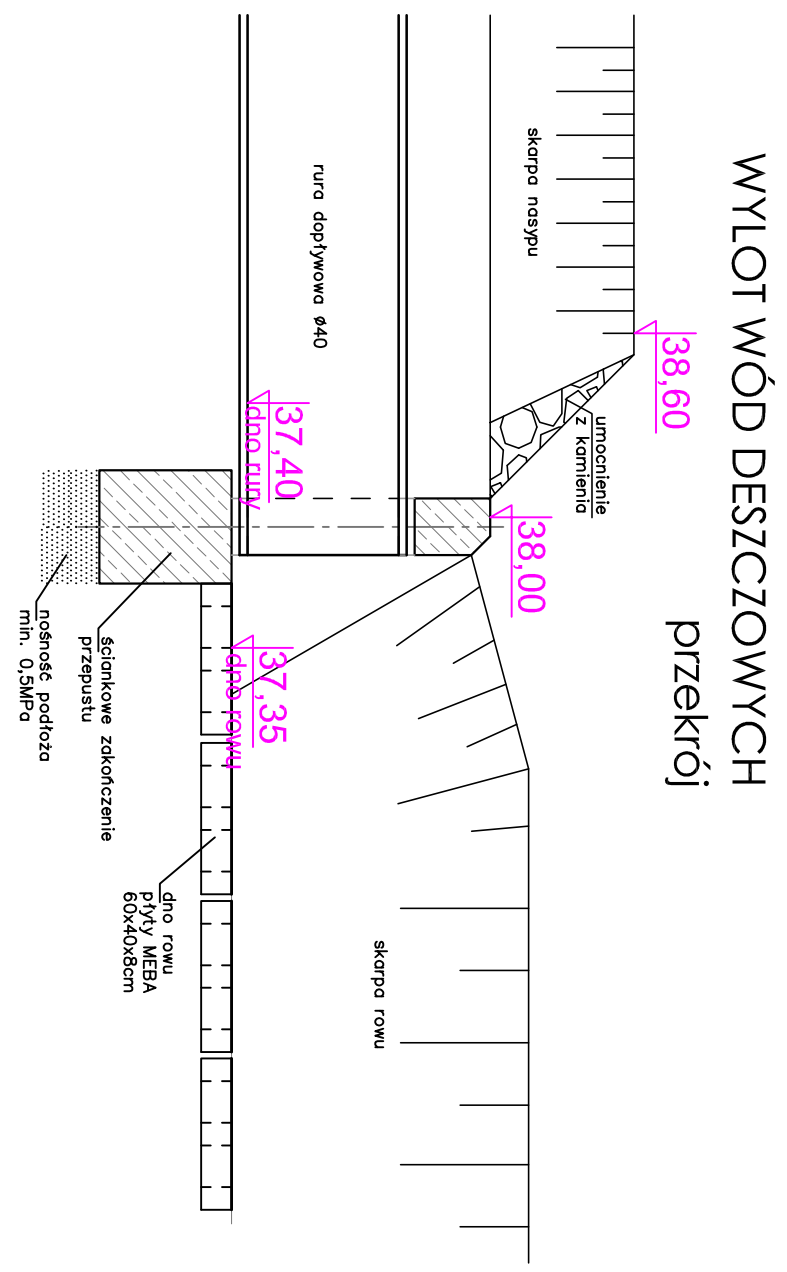 WYLOT WÓD DESZCZOWYCH
przekrój
38,60
skarpa nasypu
umocnienie
z kamienia
38,00
rura dopływowa ø40
37,40
dno rury
37,35
dno rowu
skarpa rowu
dno rowu
płyty MEBA
60x40x8cm
ściankowe zakończenie
przepustu
nośność podłoża
min. 0,5MPa